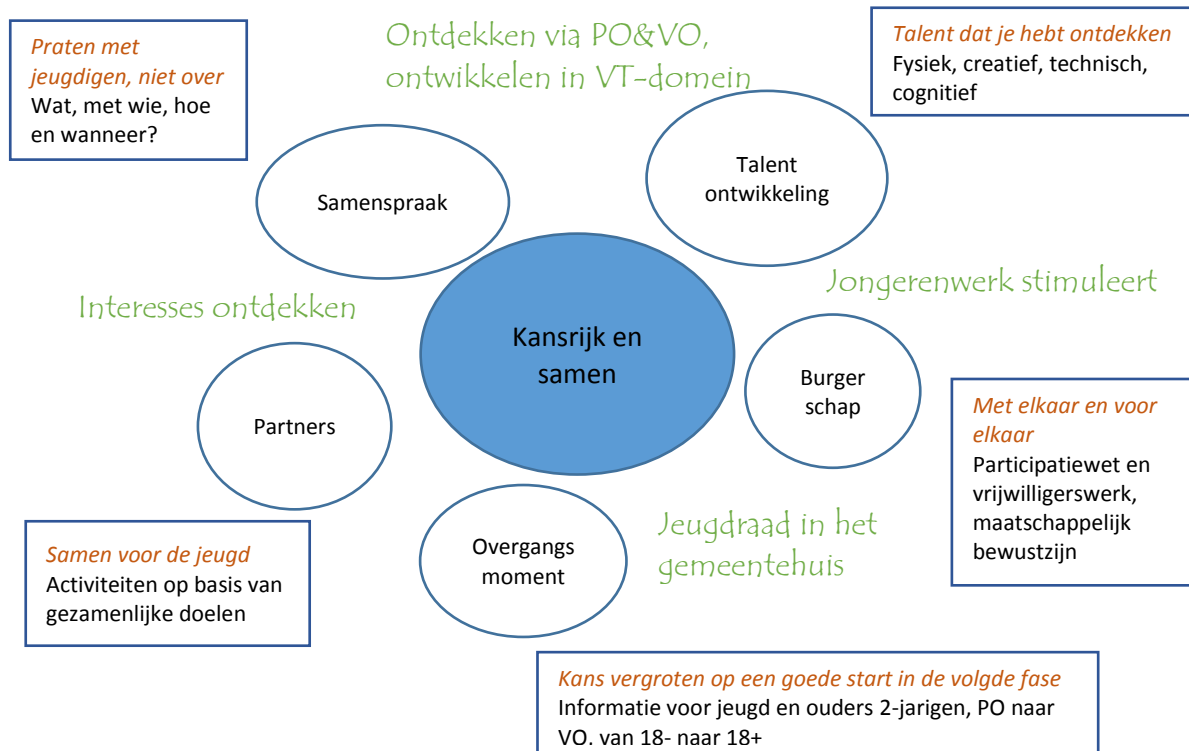 Praten met
jeugdigen, niet over
Wat, met wie, hoe
en wanneer?
Ontdekken via PO&VO,
ontwikkelen in VT-domein
Talent dat je hebt ontdekken
Fysiek, creatief, technisch,
cognitief
Samenspraak
Talent
ontwikkeling
Interesses ontdekken
Jongerenwerk stimuleert
Kansrijk en
samen
Partners
Burger
schap
Met elkaar en voor
elkaar
Participatiewet en
vrijwilligerswerk,
maatschappelijk
bewustzijn
Samen voor de jeugd
Activiteiten op basis van
gezamenlijke doelen
Overgangs
moment
Jeugdraad in het
gemeentehuis
Kans vergroten op een goede start in de volgde fase
Informatie voor jeugd en ouders 2-jarigen, PO naar
VO, van 18- naar 18+